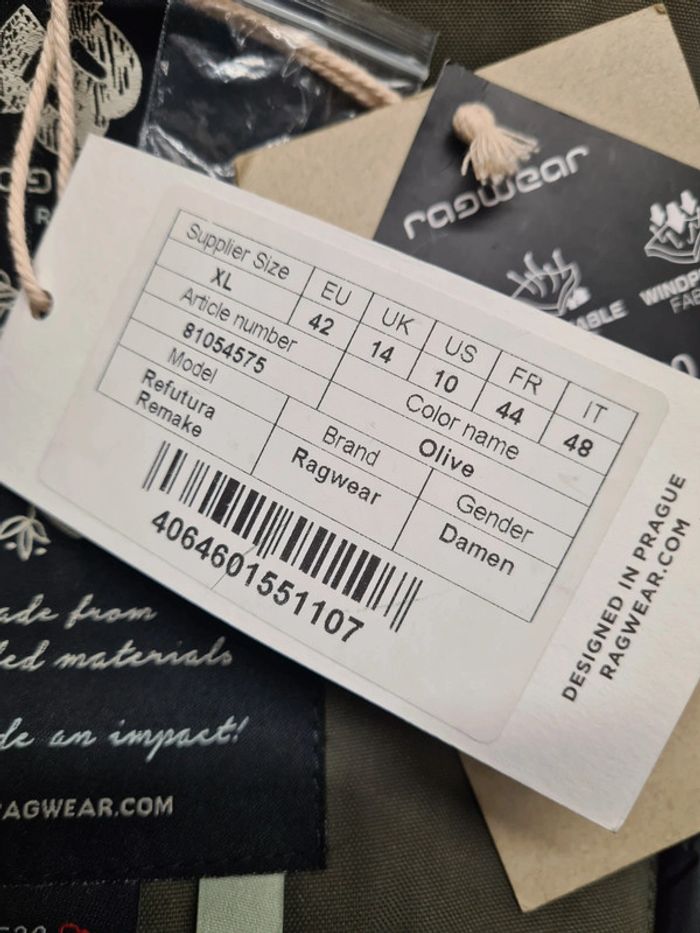 ragwear
WINDP
FA
ABLE
Supplier Size EU UK US FR IT
XL 42 14 10 44 48
Article number Color name
81054575 Olive
Model Brand Gender
Refutura Ragwear Damen
Remake
4064601551107
DESIGNED IN PRAGUE
RAGWEAR.COM
ade from
led materials
de an impact!
RAGWEAR.COM